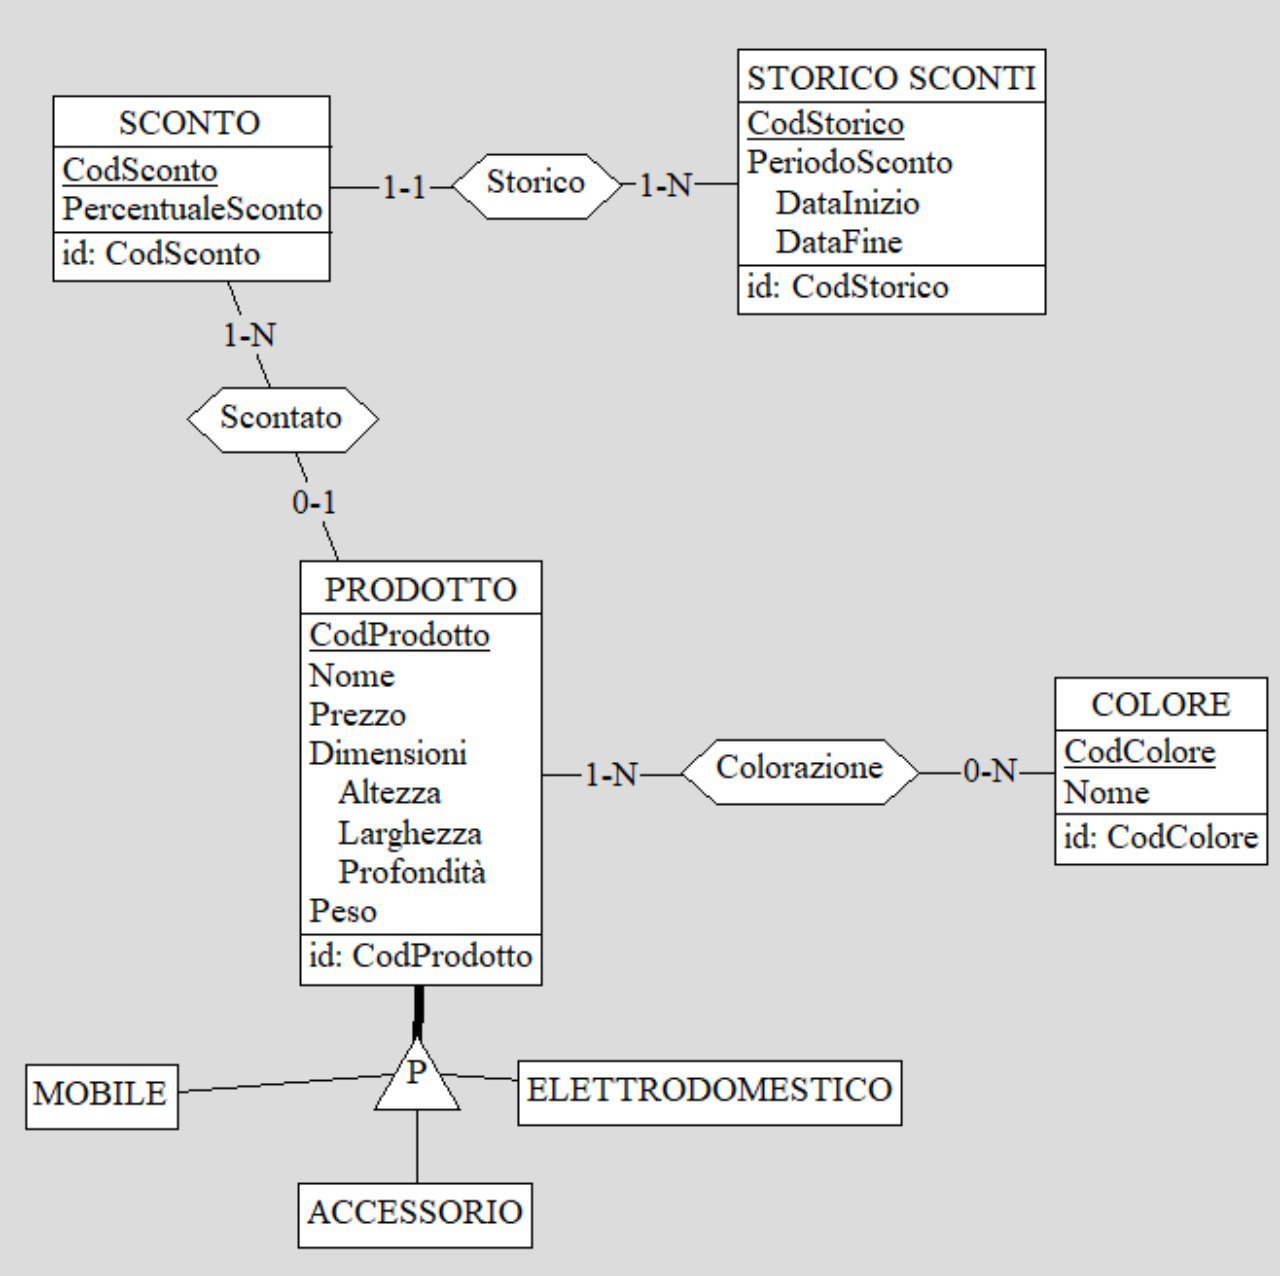 SCONTO
CodSconto
PercentualeSconto
id: CodSconto
1-1
Storico
1-N
STORICO SCONTI
CodStorico
PeriodoSconto
DataInizio
DataFine
id: CodStorico
1-N
Scontato
0-1
PRODOTTO
CodProdotto
Nome
Prezzo
Dimensioni
Altezza
Larghezza
Profondità
Peso
id: CodProdotto
1-N
Colorazione
0-N
COLORE
CodColore
Nome
id: CodColore
P
MOBILE
ELETTRODOMESTICO
ACCESSORIO